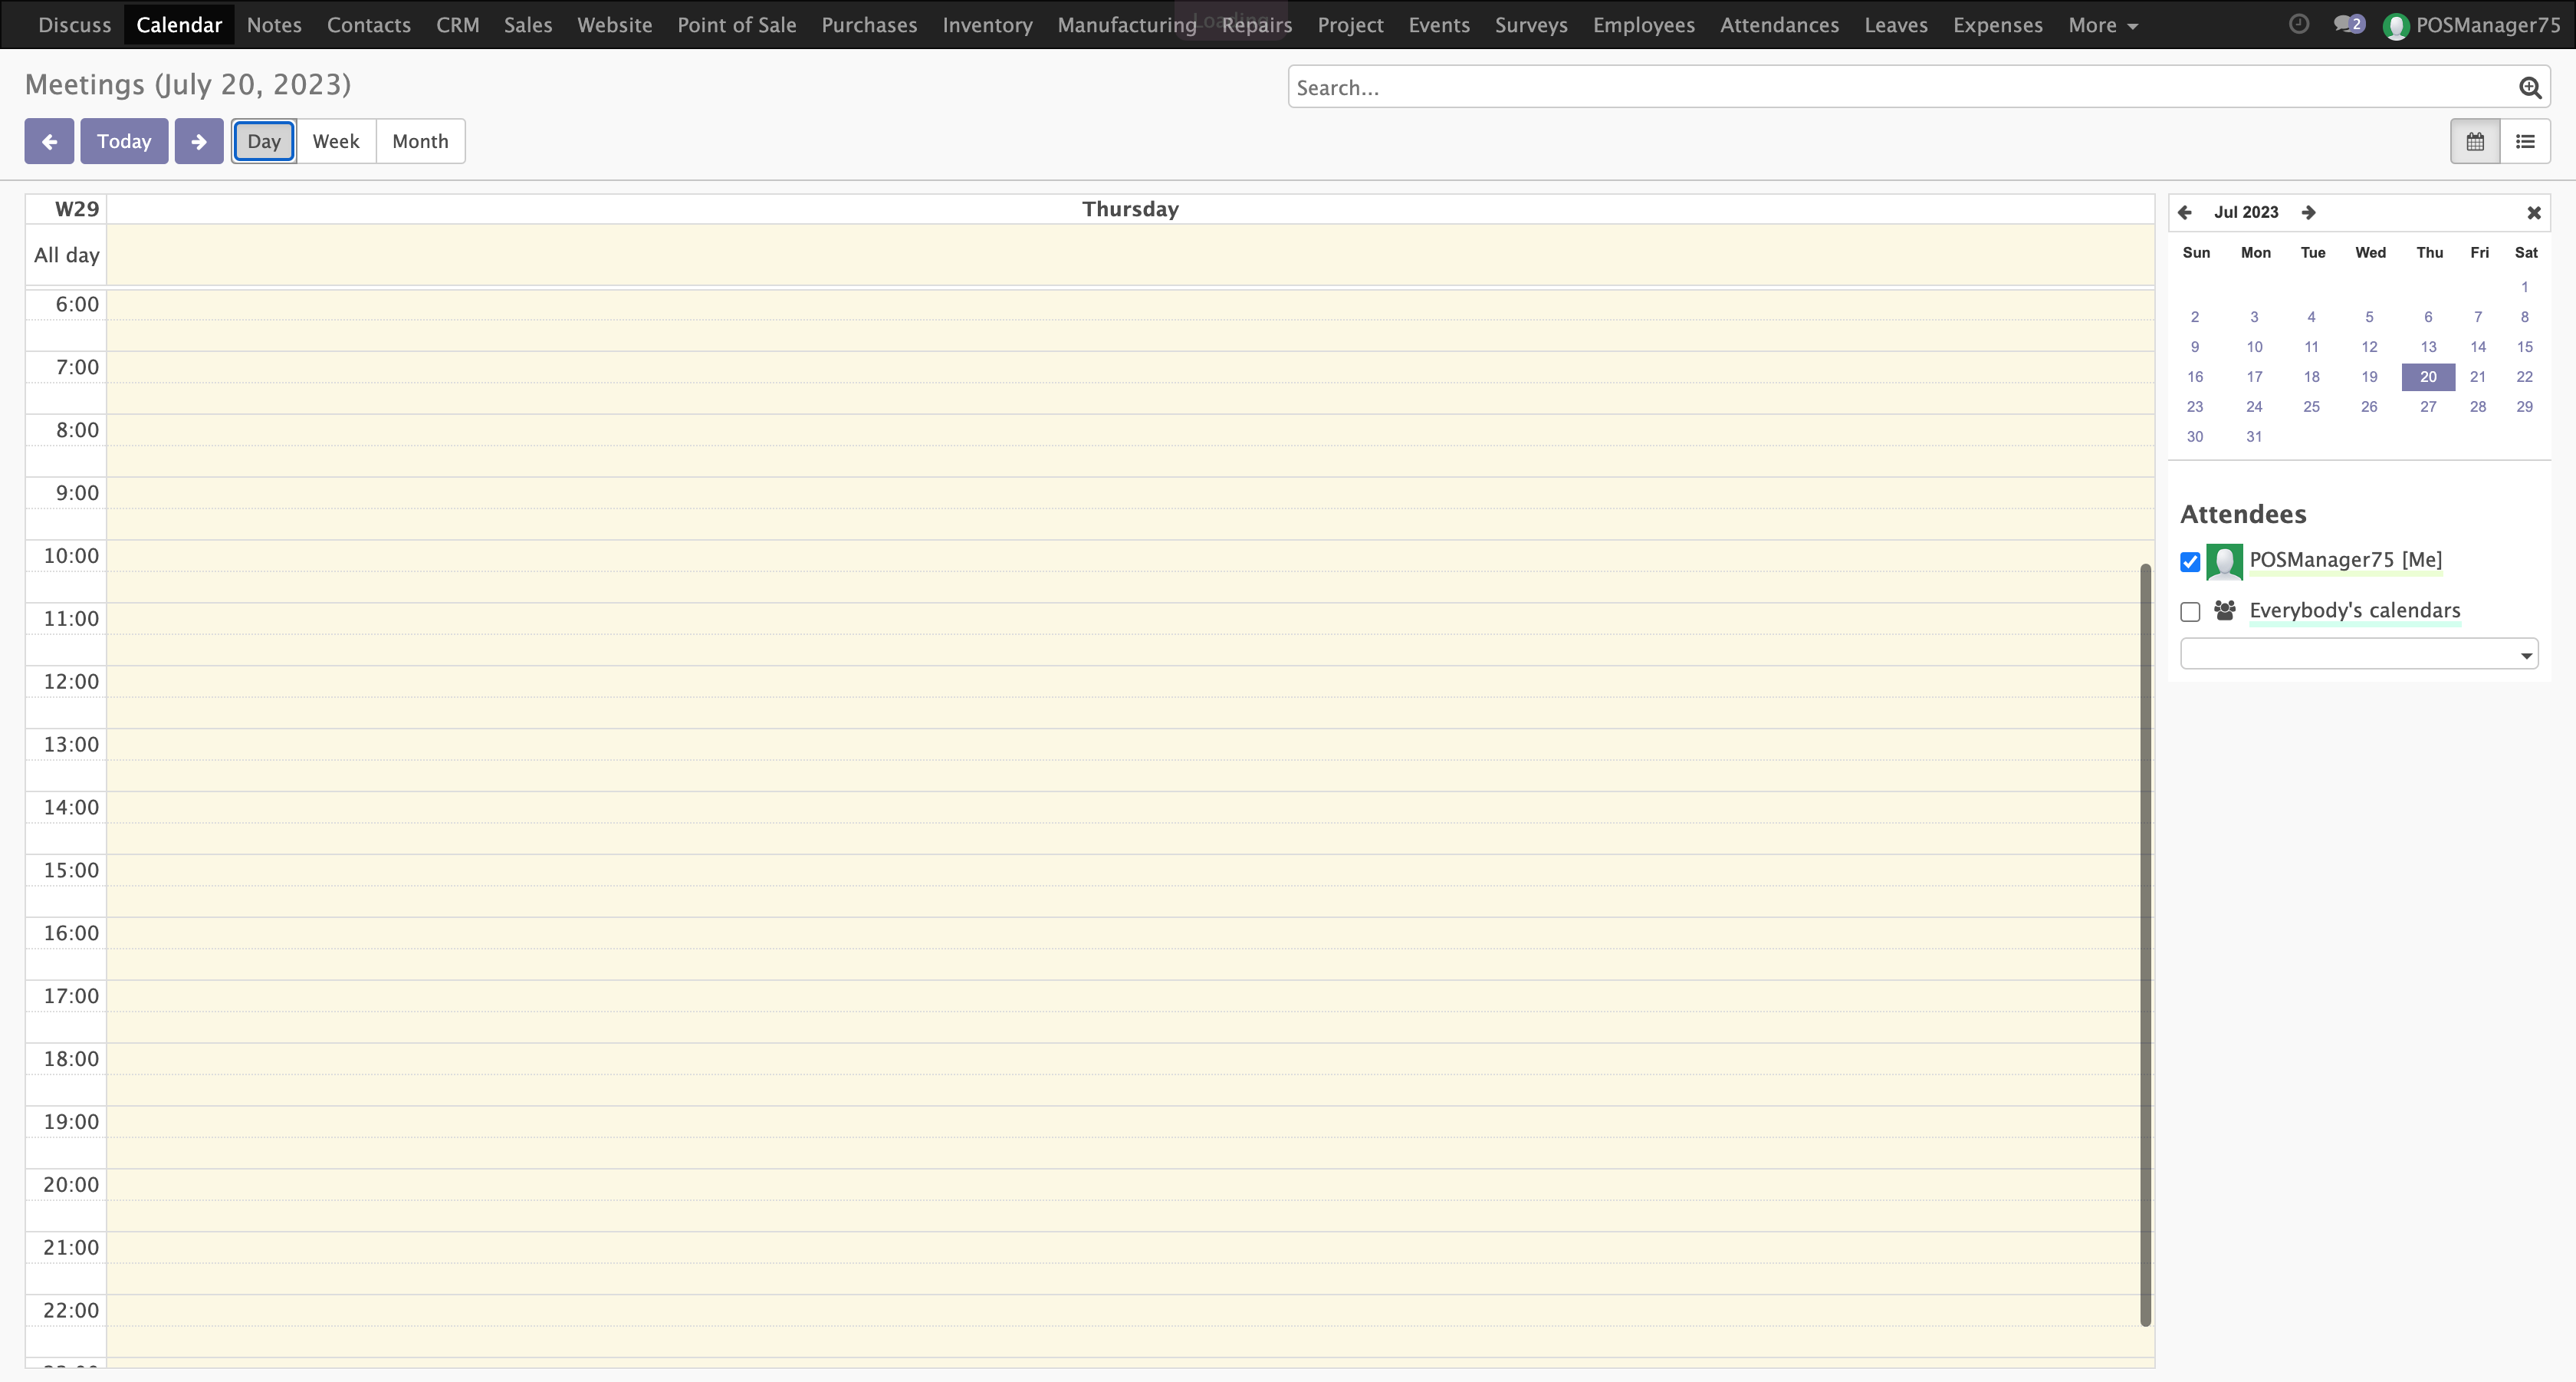 Discuss Calendar Notes Contacts CRM Sales Website Point of Sale Purchases Inventory Manufacturing Repairs Project Events Surveys Employees Attendances Leaves Expenses More 2 POSManager75
Meetings (July 20, 2023)
Search...
Today Day Week Month
W29 Thursday
All day
6:00
7:00
8:00
9:00
10:00
11:00
12:00
13:00
14:00
15:00
16:00
17:00
18:00
19:00
20:00
21:00
22:00
Jul 2023
Sun Mon Tue Wed Thu Fri Sat
1
2 3 4 5 6 7 8
9 10 11 12 13 14 15
16 17 18 19 20 21 22
23 24 25 26 27 28 29
30 31
Attendees
POSManager75 [Me]
Everybody's calendars